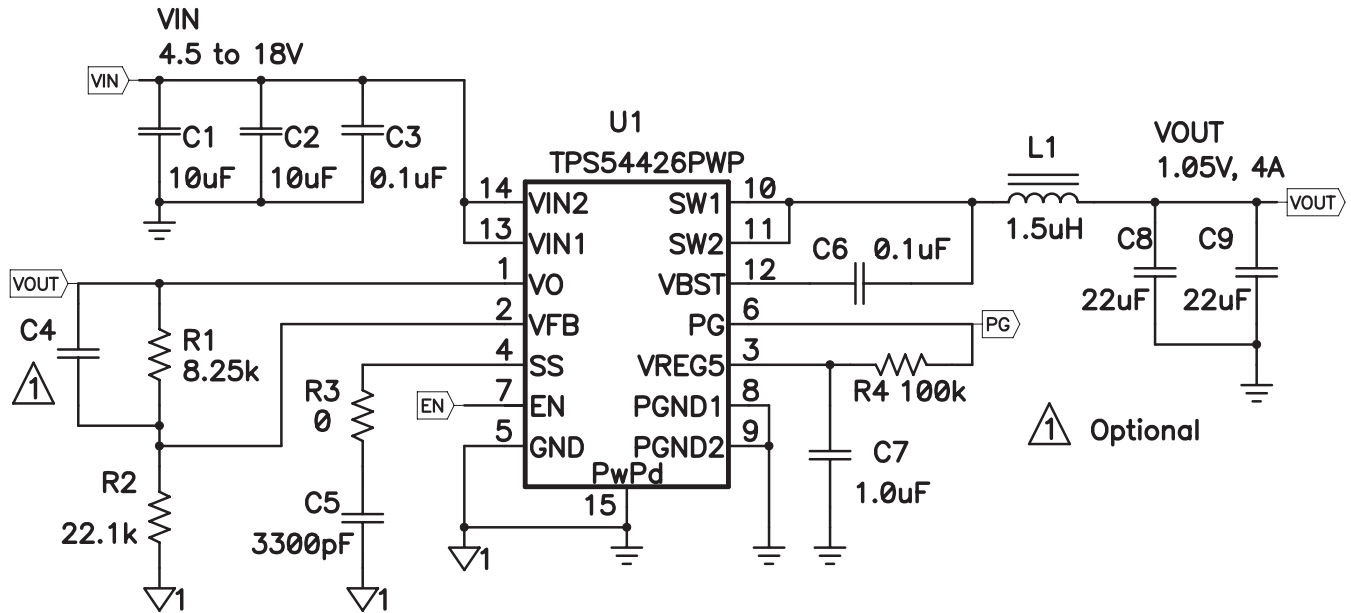 VIN
4.5 to 18V
VIN
C1
10uF
C2
10uF
C3
0.1uF
U1
TPS54426PWP
14
VIN2
13
VIN1
1
VO
2
VFB
4
SS
7
EN
5
GND
SW1
10
SW2
11
VBST
12
PG
6
VREG5
3
PGND1
8
PGND2
9
PwPd
15
VOUT
C4
1
R1
8.25k
R2
22.1k
1
R3
0
C5
3300pF
1
EN
1
C6
0.1uF
L1
1.5uH
VOUT
1.05V, 4A
VOUT
C8
22uF
C9
22uF
PG
R4 100k
C7
1.0uF
1 Optional